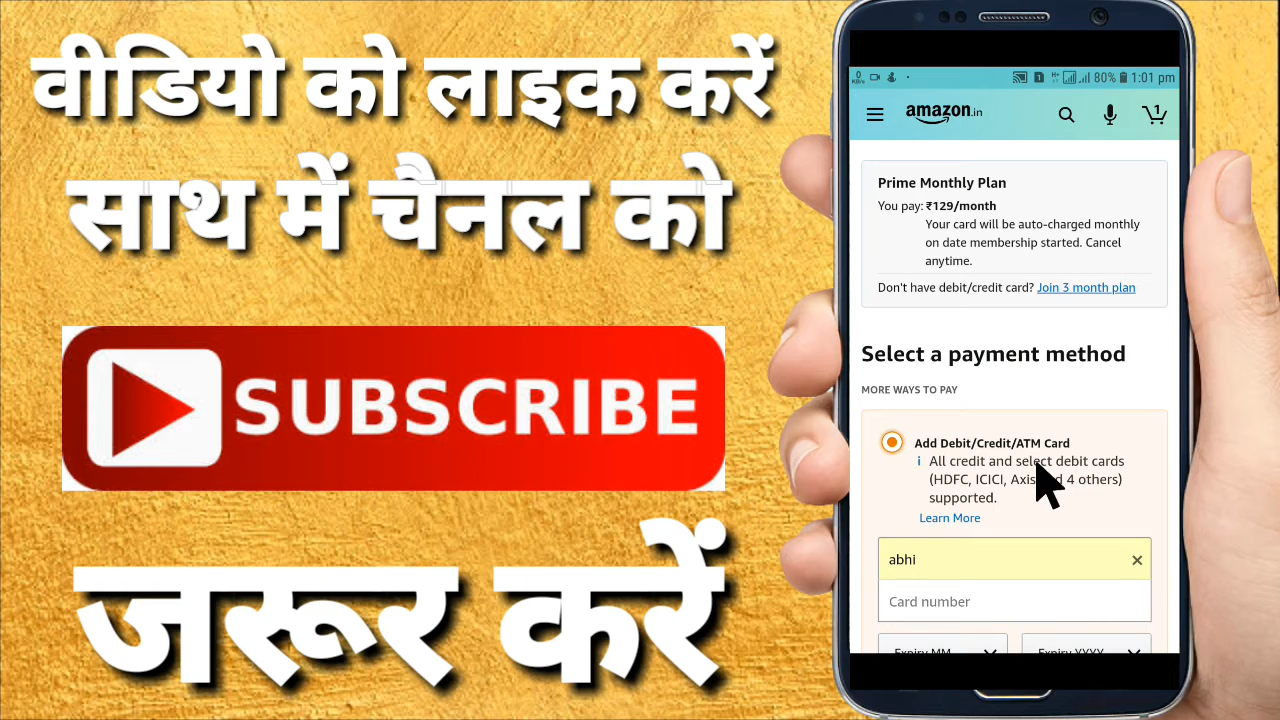 वीडियो को लाइक करें
साथ में चैनल को
SUBSCRIBE
जरूर करें
80% 1:01 pm
amazon.in
1
Prime Monthly Plan
You pay: ₹129/month
Your card will be auto-charged monthly
on date membership started. Cancel
anytime.
Don't have debit/credit card? Join 3 month plan
Select a payment method
MORE WAYS TO PAY
Add Debit/Credit/ATM Card
i All credit and select debit cards
(HDFC, ICICI, Axis 4 others)
supported.
Learn More
abhi
Card number
Expiry MM Expiry YYYY